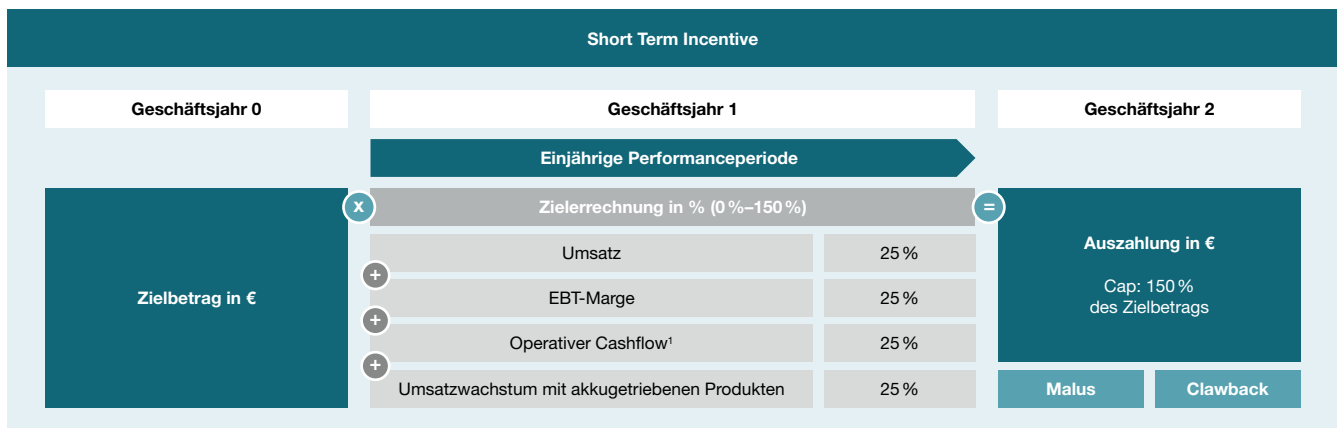 Short Term Incentive
Geschäftsjahr 0
Geschäftsjahr 1
Geschäftsjahr 2
Einjährige Performanceperiode
Zielbetrag in €
x
Zielerrechnung in % (0 %–150 %)
=
Umsatz 25 %
+
EBT-Marge 25 %
+
Operativer Cashflow¹ 25 %
+
Umsatzwachstum mit akkugetriebenen Produkten 25 %
Auszahlung in €
Cap: 150 %
des Zielbetrags
Malus
Clawback